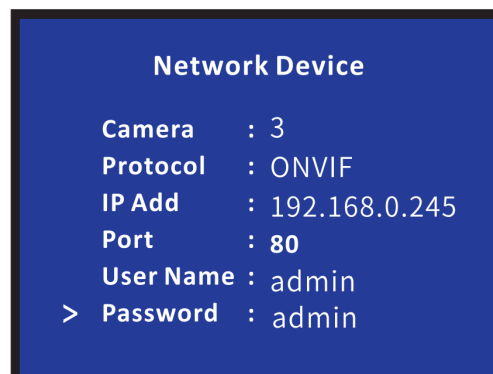 Network Device
Camera : 3
Protocol : ONVIF
IP Add : 192.168.0.245
Port : 80
User Name : admin
> Password : admin